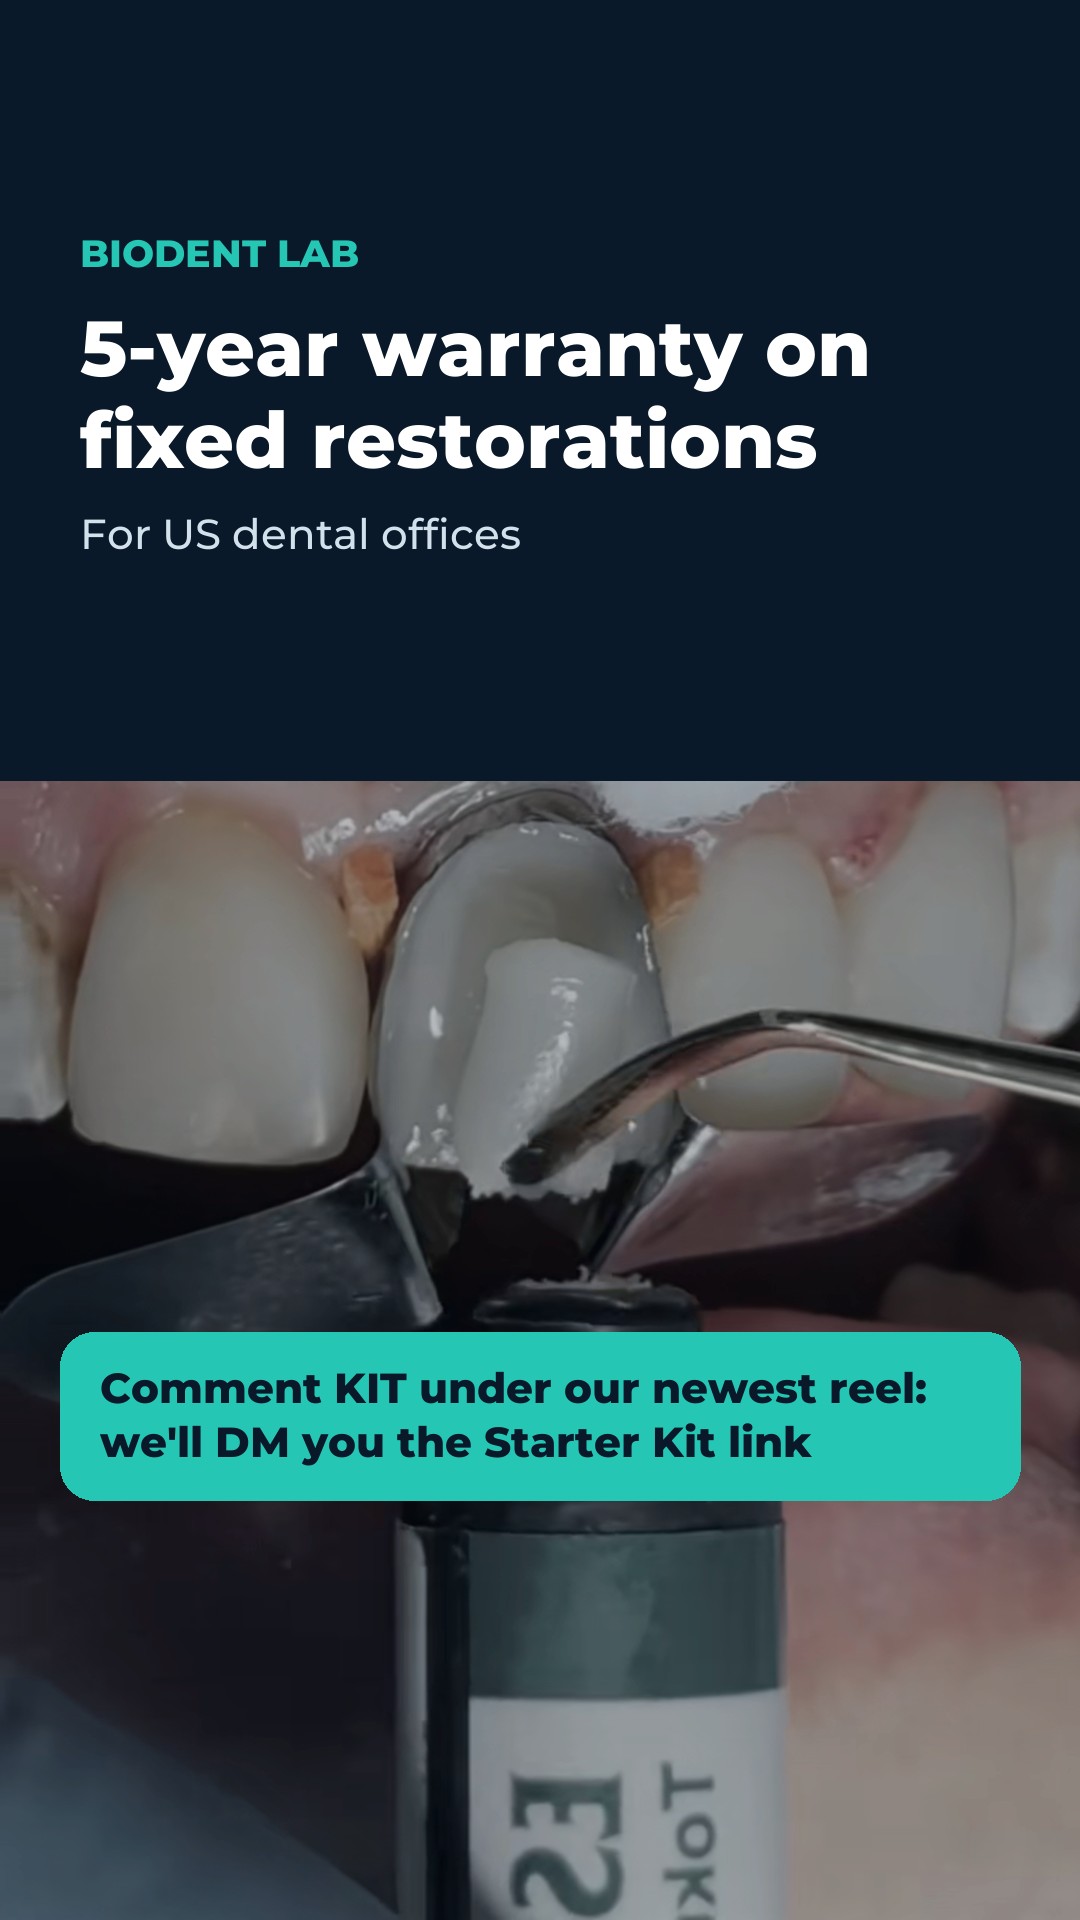 BIODENT LAB
5-year warranty on
fixed restorations
For US dental offices
Comment KIT under our newest reel:
we'll DM you the Starter Kit link
ES